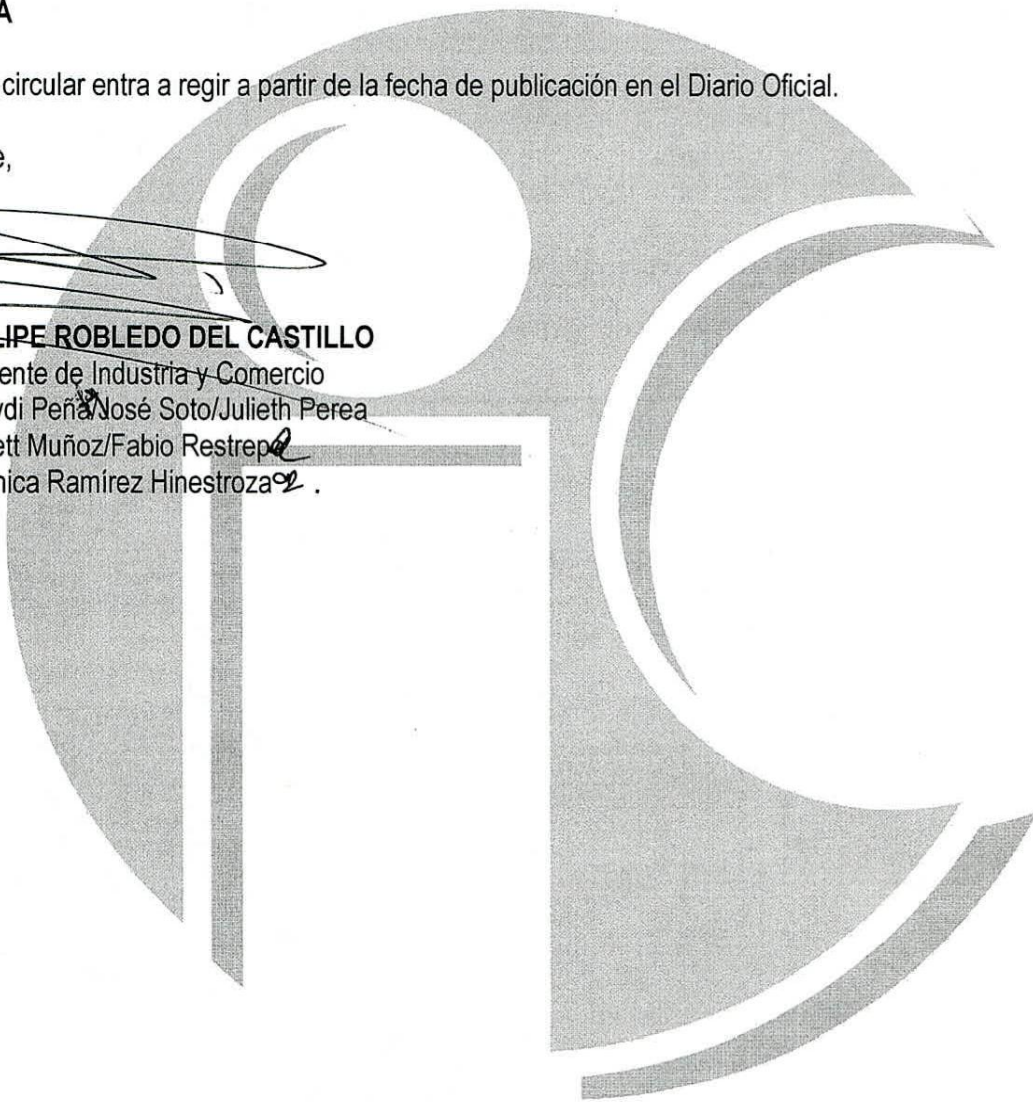 A
circular entra a regir a partir de la fecha de publicación en el Diario Oficial.
e,
LIPE ROBLEDO DEL CASTILLO
ente de Industria y Comercio
ydi Peña/José Soto/Julieth Perea
ett Muñoz/Fabio Restrepo
nica Ramírez Hinestroza